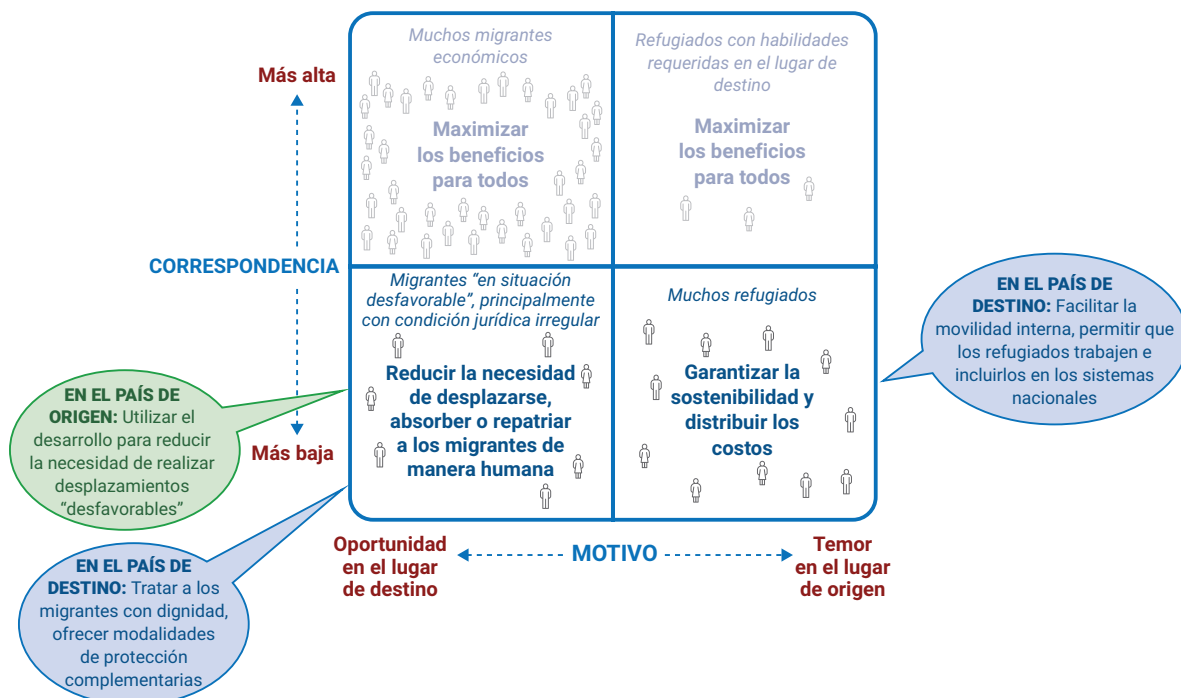 Muchos migrantes
económicos
Refugiados con habilidades
requeridas en el lugar de
destino
Más alta
Maximizar
los beneficios
para todos
Maximizar
los beneficios
para todos
CORRESPONDENCIA
Migrantes “en situación
desfavorable”, principalmente
con condición jurídica irregular
Muchos refugiados
EN EL PAÍS DE
DESTINO: Facilitar la
movilidad interna, permitir que
los refugiados trabajen e
incluirlos en los sistemas
nacionales
Reducir la necesidad
de desplazarse,
absorber o repatriar
a los migrantes de
manera humana
Garantizar la
sostenibilidad y
distribuir los
costos
EN EL PAÍS DE
ORIGEN: Utilizar el
desarrollo para reducir
la necesidad de realizar
desplazamientos
“desfavorables”
Más baja
Oportunidad
en el lugar
de destino
MOTIVO
Temor
en el lugar
de origen
EN EL PAÍS DE
DESTINO: Tratar a los
migrantes con dignidad,
ofrecer modalidades
de protección
complementarias